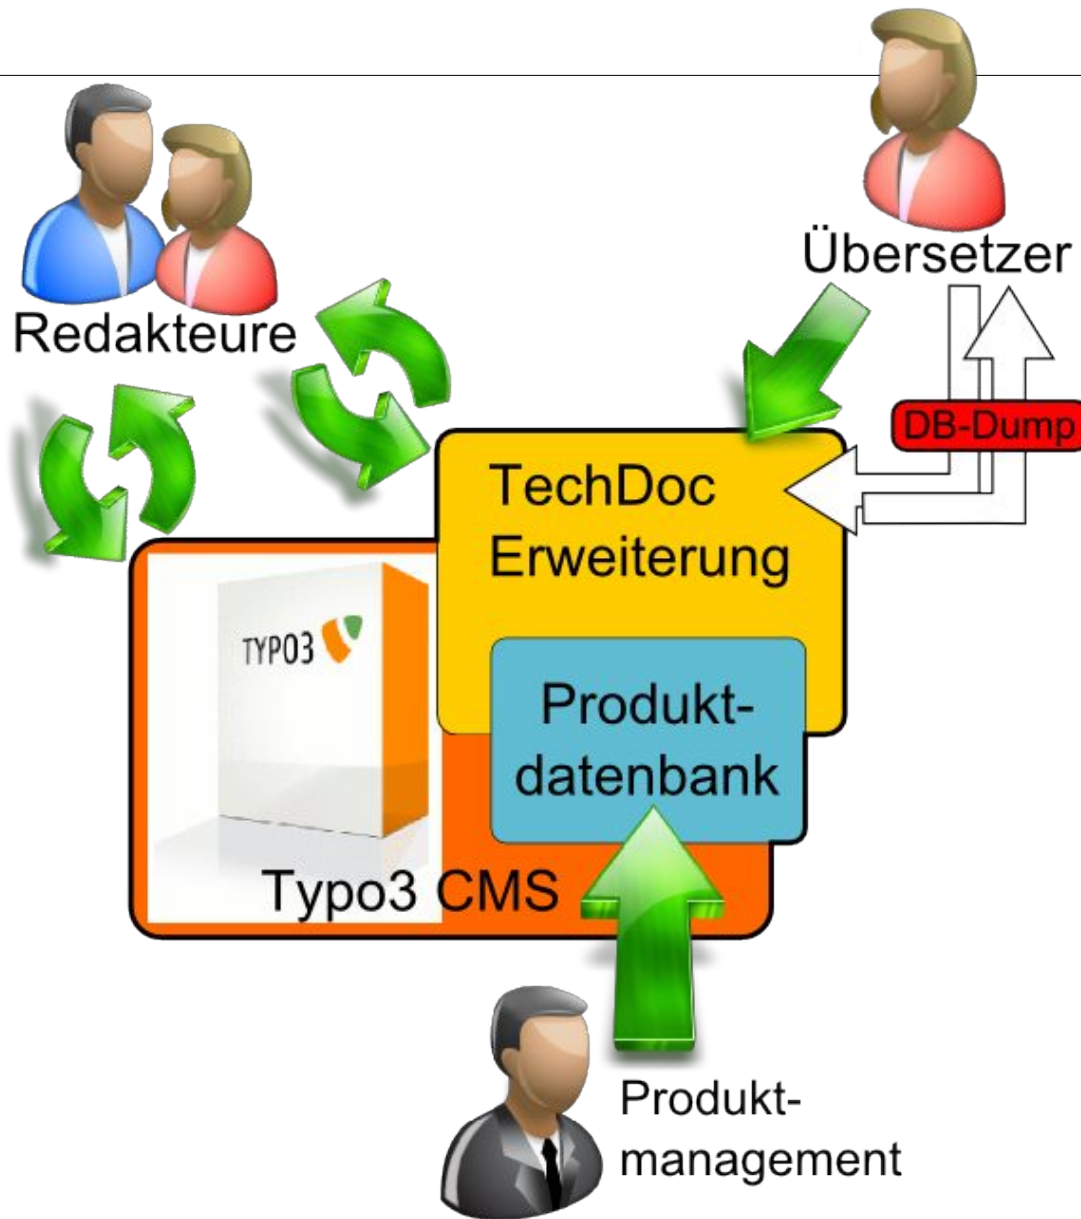 Übersetzer
Redakteure
DB-Dump
TechDoc
Erweiterung
TYPO3
Produkt-
datenbank
Typo3 CMS
Produkt-
management